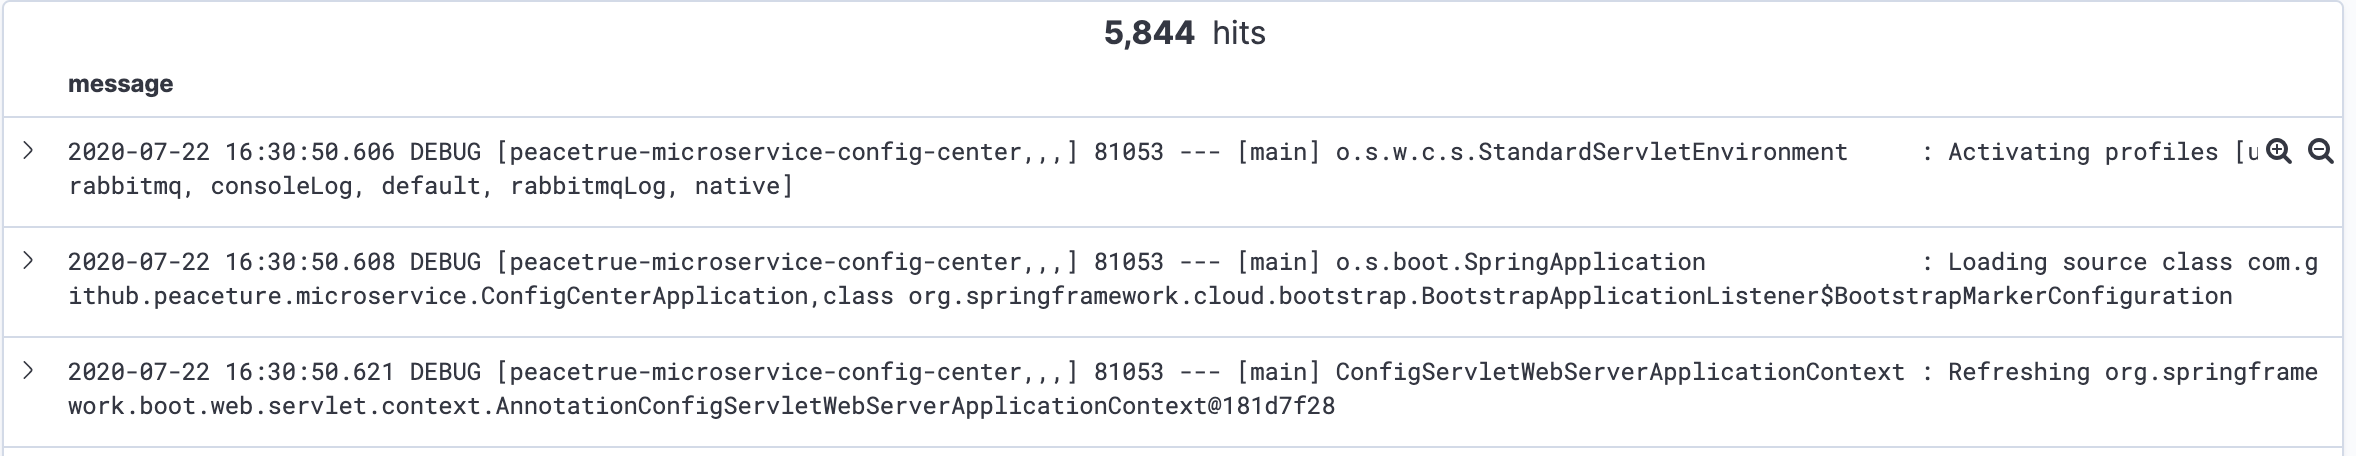 5,844 hits
message
2020-07-22 16:30:50.606 DEBUG [peacetrue-microservice-config-center,,,] 81053 --- [main] o.s.w.c.s.StandardServletEnvironment : Activating profiles [u
rabbitmq, consoleLog, default, rabbitmqLog, native]
2020-07-22 16:30:50.608 DEBUG [peacetrue-microservice-config-center,,,] 81053 --- [main] o.s.boot.SpringApplication : Loading source class com.g
ithub.peaceture.microservice.ConfigCenterApplication,class org.springframework.cloud.bootstrap.BootstrapApplicationListener$BootstrapMarkerConfiguration
2020-07-22 16:30:50.621 DEBUG [peacetrue-microservice-config-center,,,] 81053 --- [main] ConfigServletWebServerApplicationContext : Refreshing org.springframe
work.boot.web.servlet.context.AnnotationConfigServletWebServerApplicationContext@181d7f28